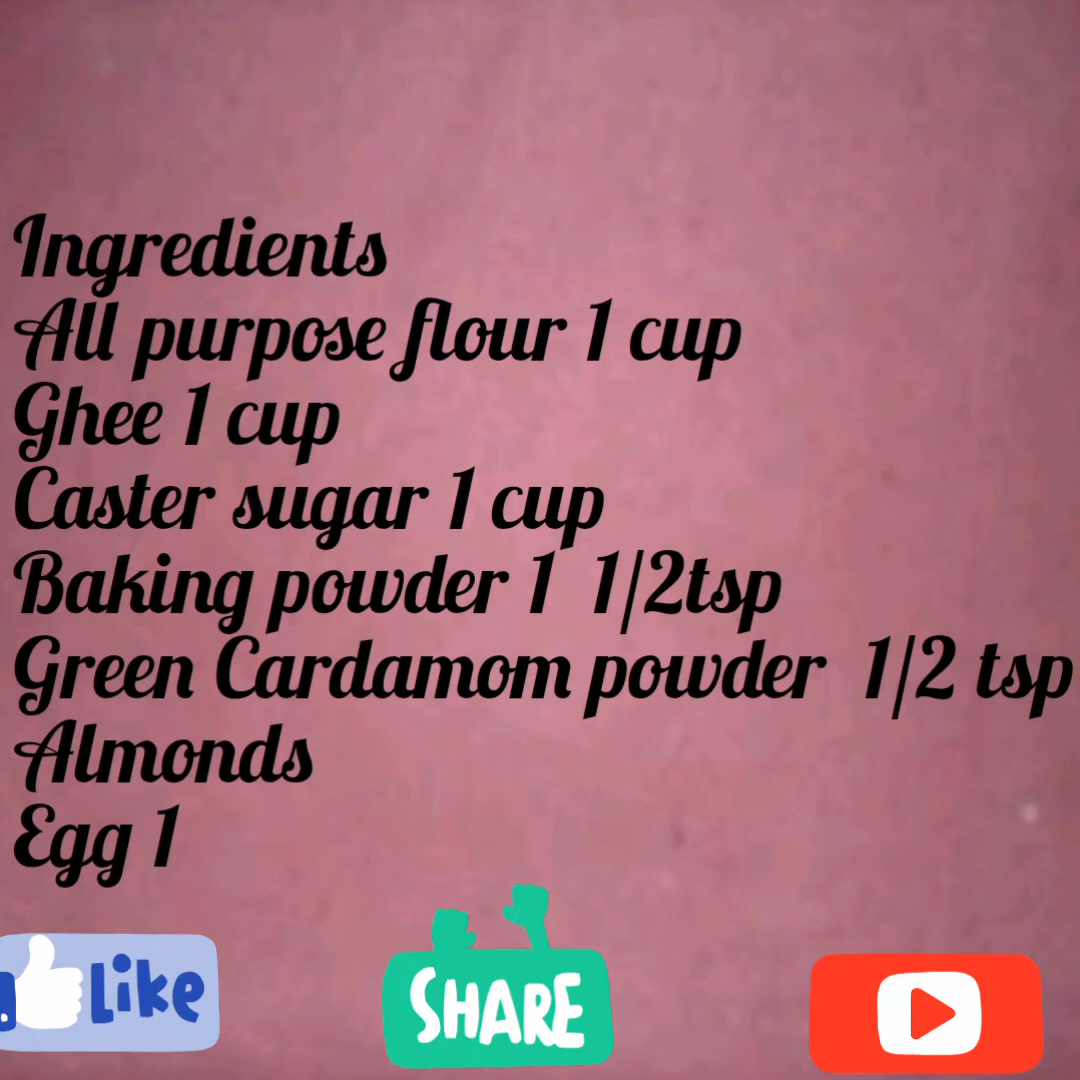 Ingredients
All purpose flour 1 cup
Ghee 1 cup
Caster sugar 1 cup
Baking powder 1 1/2tsp
Green Cardamom powder 1/2 tsp
Almonds
Egg 1
Like
SHARE